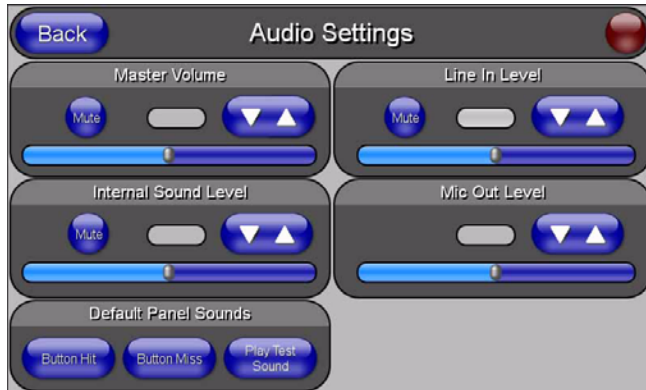 Back
Audio Settings
Master Volume
Line In Level
Mute
Mute
Internal Sound Level
Mic Out Level
Mute
Default Panel Sounds
Button Hit
Button Miss
Play Test
Sound